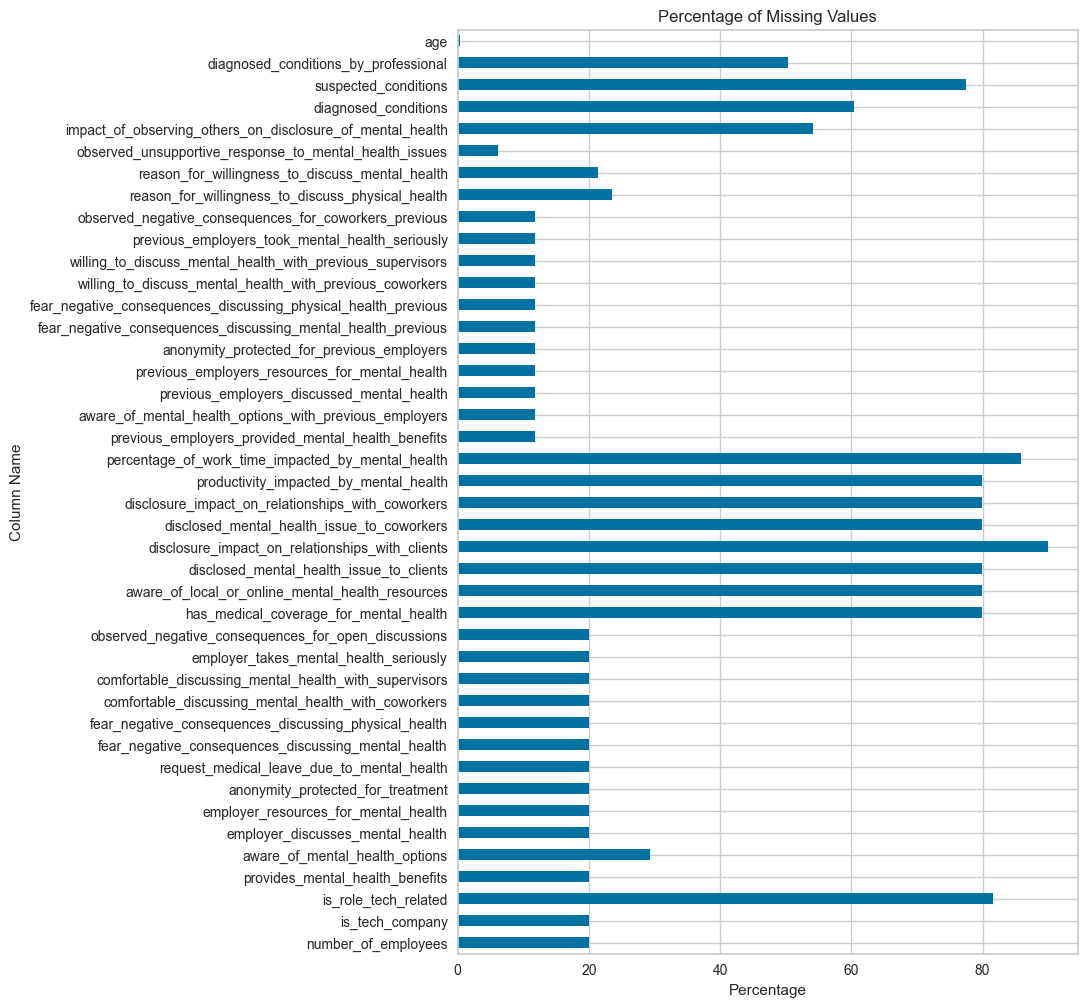 Percentage of Missing Values
age
diagnosed_conditions_by_professional
suspected_conditions
diagnosed_conditions
impact_of_observing_others_on_disclosure_of_mental_health
observed_unsupportive_response_to_mental_health_issues
reason_for_willingness_to_discuss_mental_health
reason_for_willingness_to_discuss_physical_health
observed_negative_consequences_for_coworkers_previous
previous_employers_took_mental_health_seriously
willing_to_discuss_mental_health_with_previous_supervisors
willing_to_discuss_mental_health_with_previous_coworkers
fear_negative_consequences_discussing_physical_health_previous
fear_negative_consequences_discussing_mental_health_previous
anonymity_protected_for_previous_employers
previous_employers_resources_for_mental_health
previous_employers_discussed_mental_health
aware_of_mental_health_options_with_previous_employers
previous_employers_provided_mental_health_benefits
percentage_of_work_time_impacted_by_mental_health
productivity_impacted_by_mental_health
disclosure_impact_on_relationships_with_coworkers
disclosed_mental_health_issue_to_coworkers
disclosure_impact_on_relationships_with_clients
disclosed_mental_health_issue_to_clients
aware_of_local_or_online_mental_health_resources
has_medical_coverage_for_mental_health
observed_negative_consequences_for_open_discussions
employer_takes_mental_health_seriously
comfortable_discussing_mental_health_with_supervisors
comfortable_discussing_mental_health_with_coworkers
fear_negative_consequences_discussing_physical_health
fear_negative_consequences_discussing_mental_health
request_medical_leave_due_to_mental_health
anonymity_protected_for_treatment
employer_resources_for_mental_health
employer_discusses_mental_health
aware_of_mental_health_options
provides_mental_health_benefits
is_role_tech_related
is_tech_company
number_of_employees
Column Name
0 20 40 60 80
Percentage